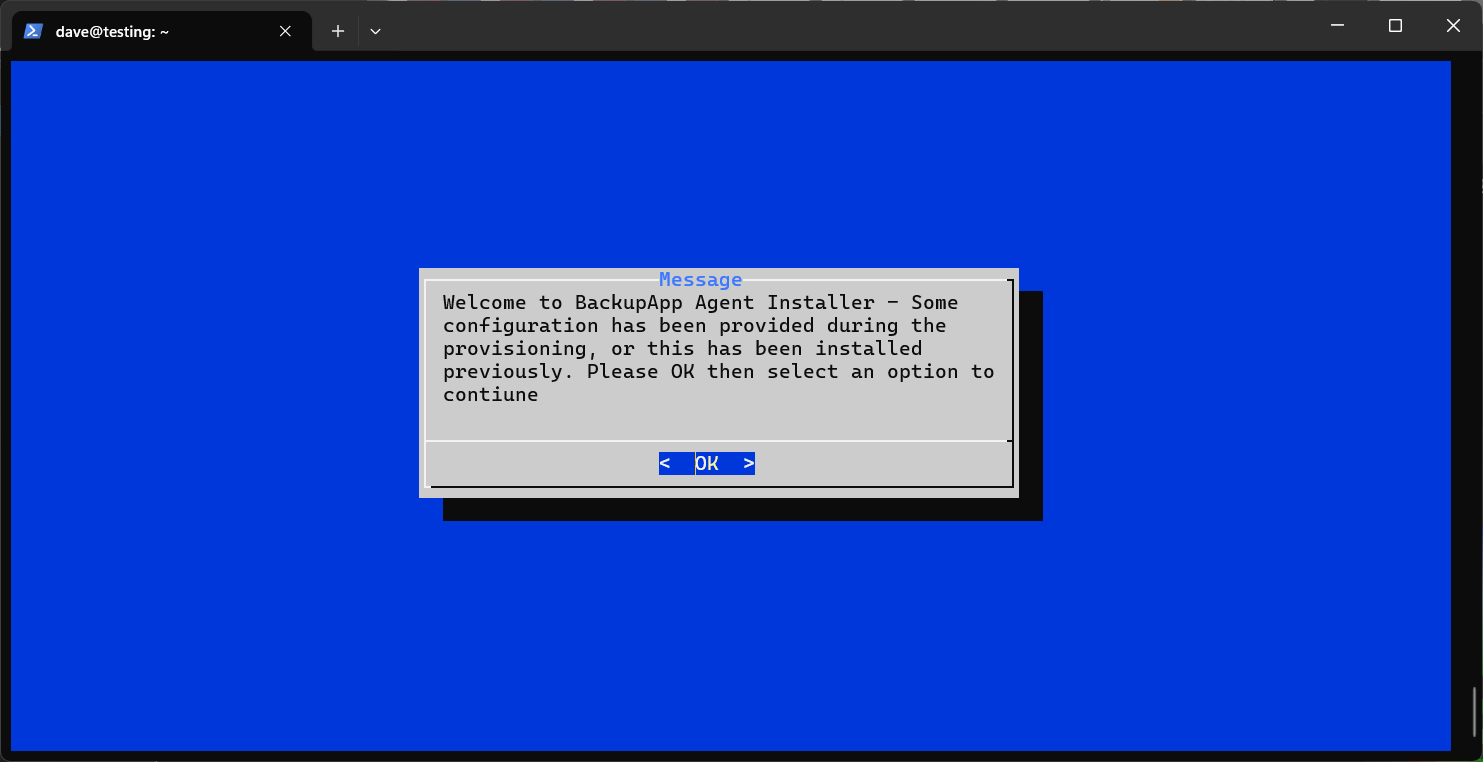 dave@testing: ~
Message
Welcome to BackupApp Agent Installer – Some
configuration has been provided during the
provisioning, or this has been installed
previously. Please OK then select an option to
contiune
< OK >